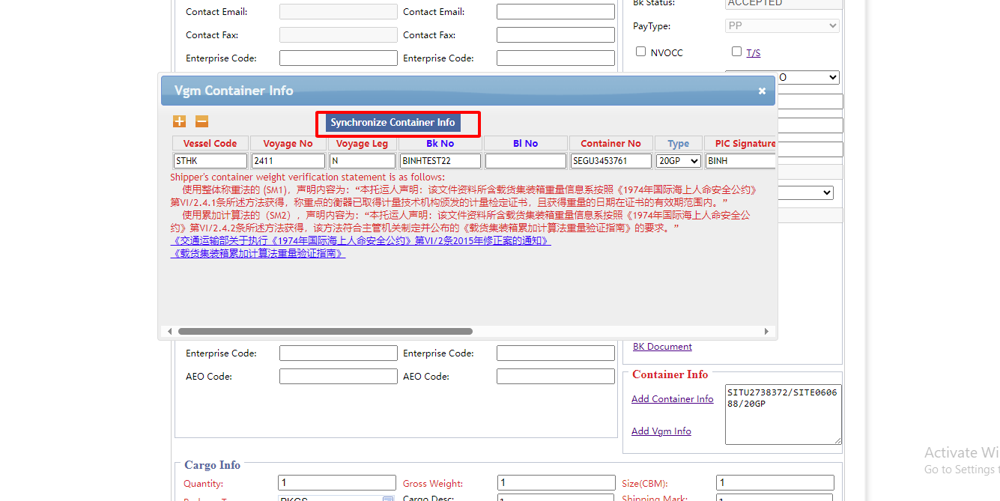 Contact Email:
Contact Email:
Bk Status:
ACCEPTED
Contact Fax:
Contact Fax:
PayType:
PP
Enterprise Code:
Enterprise Code:
NVOCC
T/S
O
Vgm Container Info
Synchronize Container Info
Vessel Code
Voyage No
Voyage Leg
Bk No
Bl No
Container No
Type
PIC Signature
STHK
2411
N
BINHTEST22
SEGU3453761
20GP
BINH
Shipper's container weight verification statement is as follows:
使用整体称重法的 (SM1)，声明内容为：“本托运人声明：该文件资料所含载货集装箱重量信息系按照《1974年国际海上人命安全公约》
第VI/2.4.1条所述方法获得，称重点的衡器已取得计量技术机构颁发的计量检定证书，且获得重量的日期在证书的有效期范围内。”
使用累加计算法的（SM2），声明内容为：“本托运人声明：该文件资料所含载货集装箱重量信息系按照《1974年国际海上人命安全公
约》第VI/2.4.2条所述方法获得，该方法符合主管机关制定并公布的《载货集装箱累加计算法重量验证指南》的要求。”
《交通运输部关于执行《1974年国际海上人命安全公约》第VI/2条2015年修正案的通知》
《载货集装箱累加计算法重量验证指南》
BK Document
Enterprise Code:
Enterprise Code:
AEO Code:
AEO Code:
Container Info
Add Container Info
SITU2738372/SITE0606
88/20GP
Add Vgm Info
Activate Wi
Go to Settings t
Cargo Info
Quantity:
1
Gross Weight:
1
Size(CBM):
1
PKGS
Cargo Desc:
Shipping Mark: